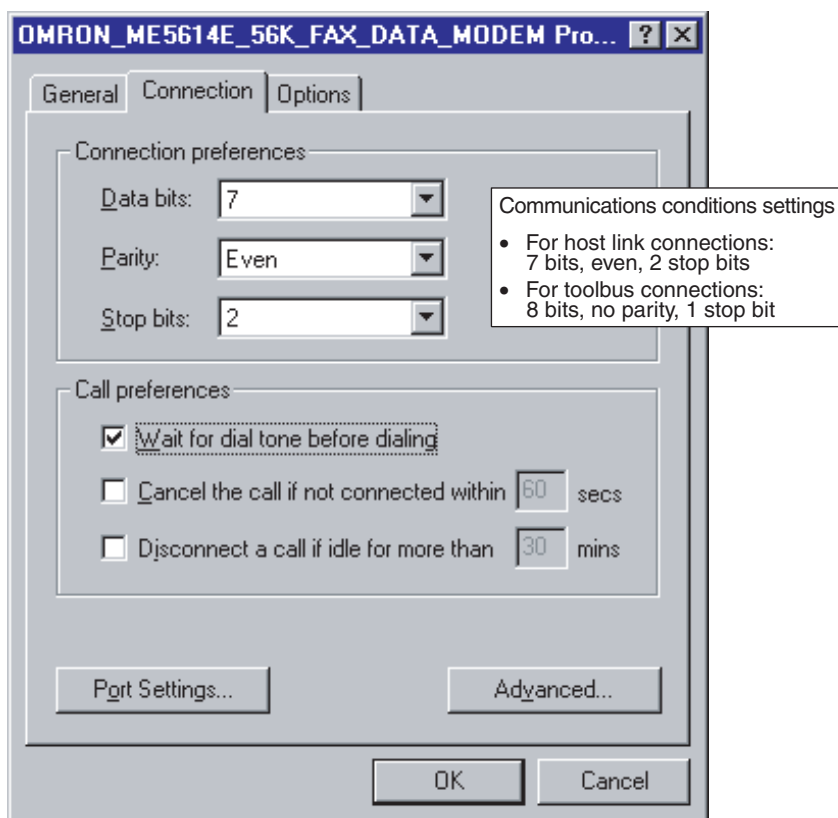 OMRON_ME5614E_56K_FAX_DATA_MODEM Pro...
General Connection Options
Connection preferences
Data bits: 7
Parity: Even
Stop bits: 2
Communications conditions settings
• For host link connections:
7 bits, even, 2 stop bits
• For toolbus connections:
8 bits, no parity, 1 stop bit
Call preferences
Wait for dial tone before dialing
Cancel the call if not connected within 60 secs
Disconnect a call if idle for more than 30 mins
Port Settings... Advanced...
OK Cancel